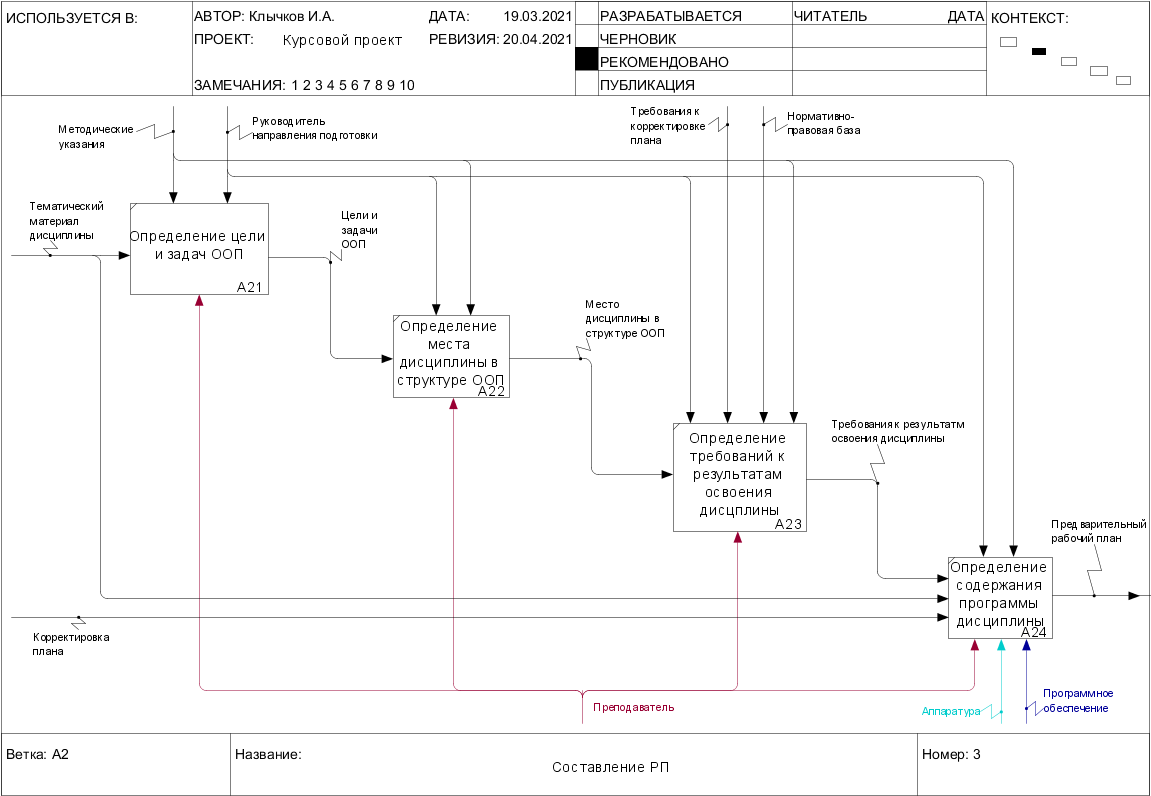 ИСПОЛЬЗУЕТСЯ В:
АВТОР: Клычков И.А.
ДАТА: 19.03.2021
ПРОЕКТ: Курсовой проект
РЕВИЗИЯ: 20.04.2021
ЗАМЕЧАНИЯ: 1 2 3 4 5 6 7 8 9 10
РАЗРАБАТЫВАЕТСЯ
ЧЕРНОВИК
РЕКОМЕНДОВАНО
ПУБЛИКАЦИЯ
ЧИТАТЕЛЬ
ДАТА
КОНТЕКСТ:
Методические
указания
Руководитель
направления подготовки
Требования к
корректировке
плана
Нормативно-
правовая база
Тематический
материал
дисциплины
Определение цели
и задач ООП
A21
Цели и
задачи
ООП
Определение
места
дисциплины в
структуре ООП
A22
Место
дисциплины в
структуре ООП
Определение
требований к
результатам
освоения
дисцплины
A23
Требования к результатм
освоения дисциплины
Определение
содержания
программы
дисциплины
A24
Предварительный
рабочий план
Корректировка
плана
Преподаватель
Аппаратура
Программное
обеспечение
Ветка: A2
Название:
Составление РП
Номер: 3